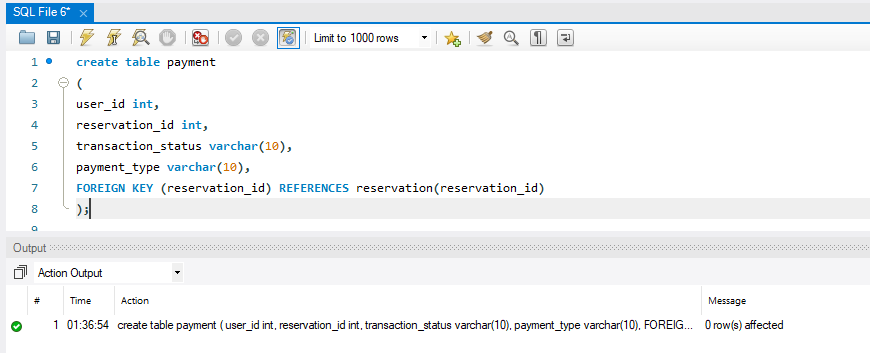 SQL File 6*
Limit to 1000 rows
1 create table payment
2 (
3 user_id int,
4 reservation_id int,
5 transaction_status varchar(10),
6 payment_type varchar(10),
7 FOREIGN KEY (reservation_id) REFERENCES reservation(reservation_id)
8 );
9
Output
Action Output
# Time Action Message
1 01:36:54 create table payment ( user_id int, reservation_id int, transaction_status varchar(10), payment_type varchar(10), FOREIG... 0 row(s) affected